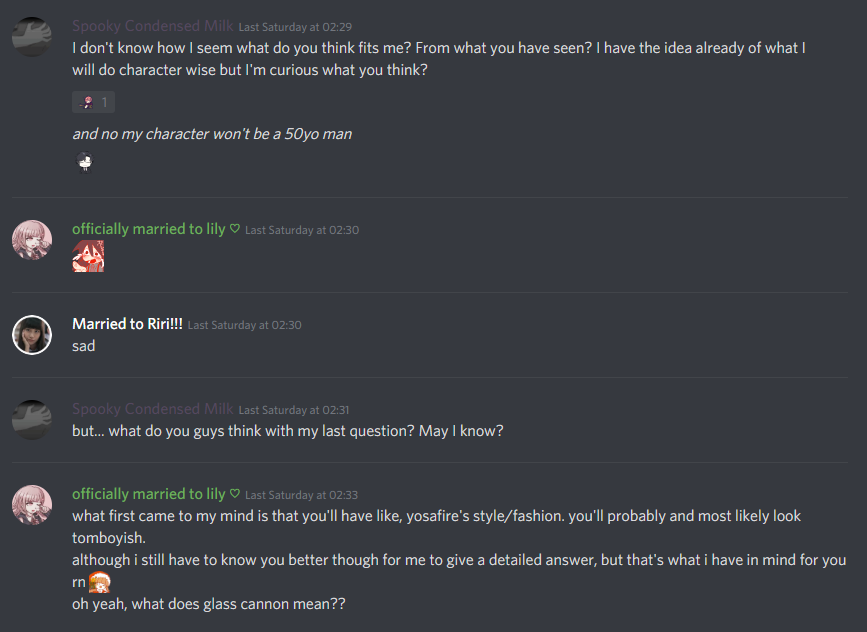 Spooky Condensed Milk Last Saturday at 02:29
I don't know how I seem what do you think fits me? From what you have seen? I have the idea already of what I
will do character wise but I'm curious what you think?
1
and no my character won't be a 50yo man
officially married to lily ♡ Last Saturday at 02:30
Married to Riri!!! Last Saturday at 02:30
sad
Spooky Condensed Milk Last Saturday at 02:31
but... what do you guys think with my last question? May I know?
officially married to lily ♡ Last Saturday at 02:33
what first came to my mind is that you'll have like, yosafire's style/fashion. you'll probably and most likely look
tomboyish.
although i still have to know you better though for me to give a detailed answer, but that's what i have in mind for you
rn
oh yeah, what does glass cannon mean??